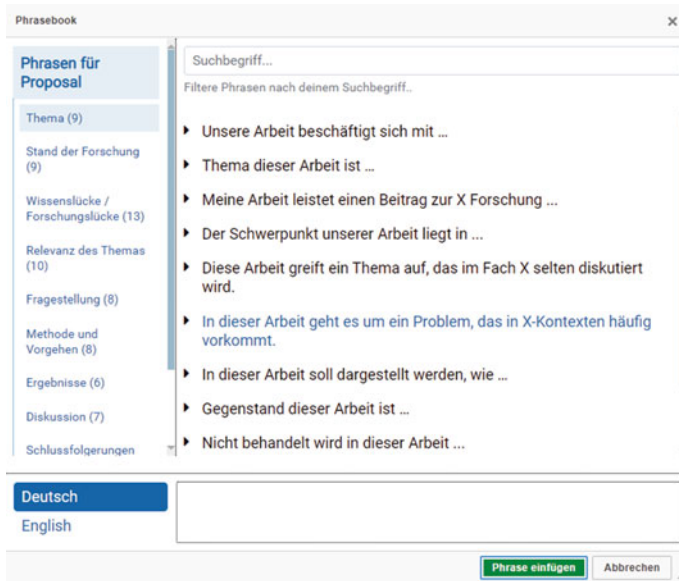 Phrasebook
×
Phrasen für
Proposal
Thema (9)
Stand der Forschung
(9)
Wissenslücke /
Forschungslücke (13)
Relevanz des Themas
(10)
Fragestellung (8)
Methode und
Vorgehen (8)
Ergebnisse (6)
Diskussion (7)
Schlussfolgerungen
Suchbegriff...
Filtere Phrasen nach deinem Suchbegriff..
Unsere Arbeit beschäftigt sich mit ...
Thema dieser Arbeit ist ...
Meine Arbeit leistet einen Beitrag zur X Forschung ...
Der Schwerpunkt unserer Arbeit liegt in ...
Diese Arbeit greift ein Thema auf, das im Fach X selten diskutiert
wird.
In dieser Arbeit geht es um ein Problem, das in X-Kontexten häufig
vorkommt.
In dieser Arbeit soll dargestellt werden, wie ...
Gegenstand dieser Arbeit ist ...
Nicht behandelt wird in dieser Arbeit ...
Deutsch
English
Phrase einfügen
Abbrechen